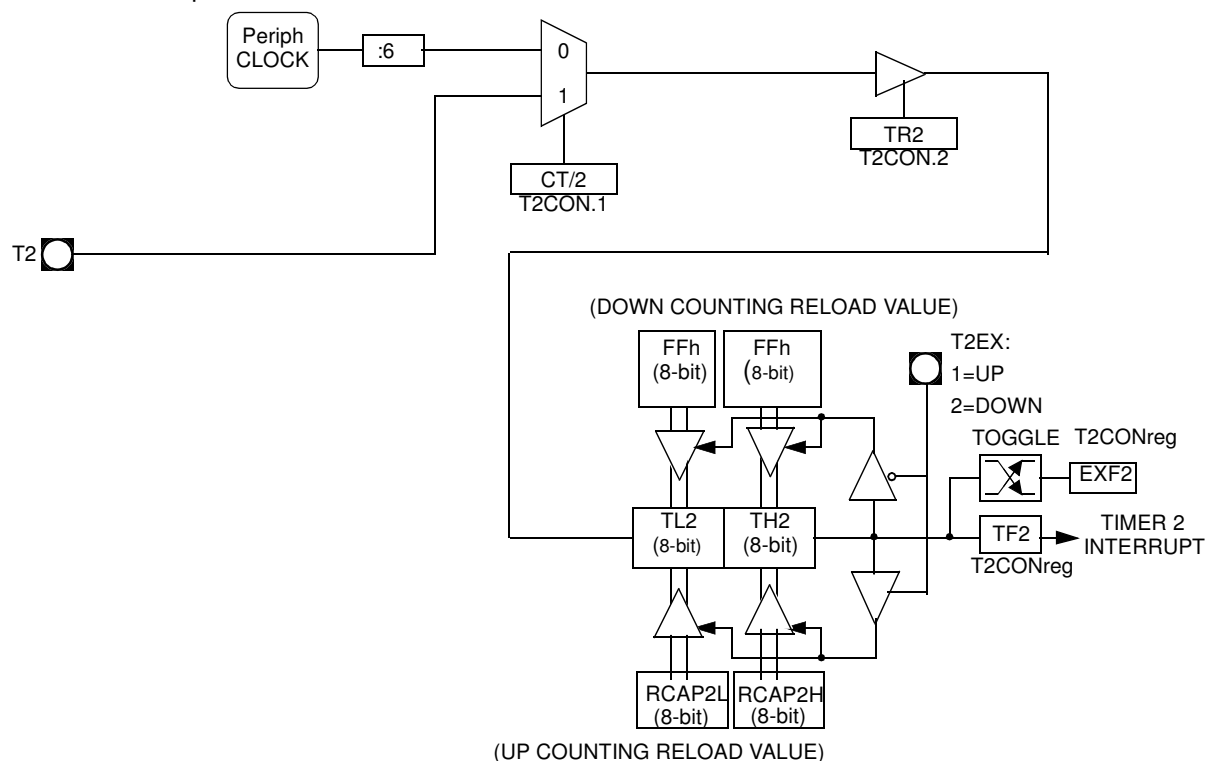 Periph
CLOCK
:6
0
1
TR2
T2CON.2
CT/2
T2CON.1
T2
(DOWN COUNTING RELOAD VALUE)
FFh
(8-bit)
FFh
(8-bit)
T2EX:
1=UP
2=DOWN
TOGGLE
T2CONreg
EXF2
TL2
(8-bit)
TH2
(8-bit)
TF2
T2CONreg
TIMER 2
INTERRUPT
RCAP2L
(8-bit)
RCAP2H
(8-bit)
(UP COUNTING RELOAD VALUE)